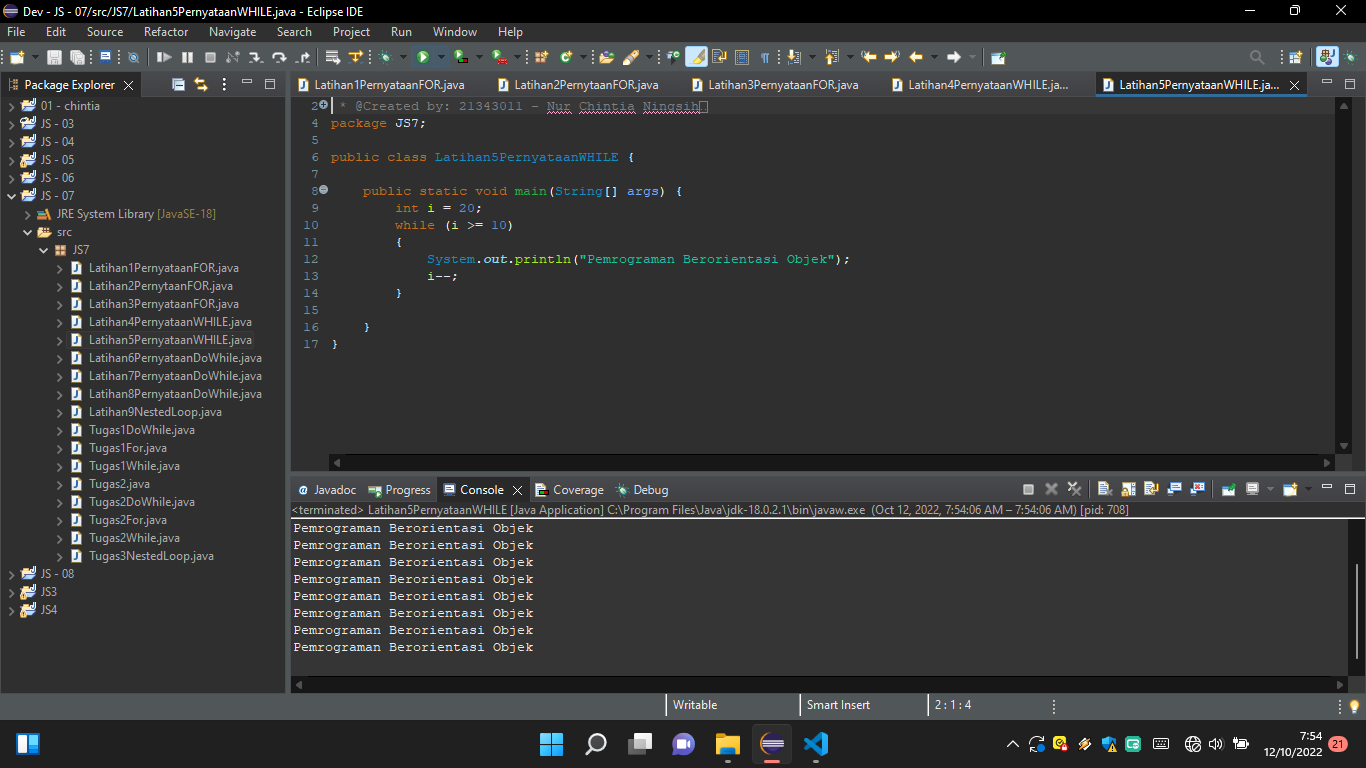 Dev - JS - 07/src/JS7/Latihan5PernyataanWHILE.java - Eclipse IDE
File Edit Source Refactor Navigate Search Project Run Window Help
Package Explorer
01 - chintia
JS - 03
JS - 04
JS - 05
JS - 06
JS - 07
JRE System Library [JavaSE-18]
src
JS7
Latihan1PernyataanFOR.java
Latihan2PernytaanFOR.java
Latihan3PernyataanFOR.java
Latihan4PernyataanWHILE.java
Latihan5PernyataanWHILE.java
Latihan6PernyataanDoWhile.java
Latihan7PernyataanDoWhile.java
Latihan8PernyataanDoWhile.java
Latihan9NestedLoop.java
Tugas1DoWhile.java
Tugas1For.java
Tugas1While.java
Tugas2.java
Tugas2DoWhile.java
Tugas2For.java
Tugas2While.java
Tugas3NestedLoop.java
JS - 08
JS3
JS4
Latihan1PernyataanFOR.java Latihan2PernytaanFOR.java Latihan3PernyataanFOR.java Latihan4PernyataanWHILE.ja... Latihan5PernyataanWHILE.ja...
2 * @Created by: 21343011 - Nur Chintia Ningsih
4 package JS7;
5
6 public class Latihan5PernyataanWHILE {
7
8 public static void main(String[] args) {
9 int i = 20;
10 while (i >= 10)
11 {
12 System.out.println("Pemrograman Berorientasi Objek");
13 i--;
14 }
15
16 }
17 }
Javadoc Progress Console Coverage Debug
<terminated> Latihan5PernyataanWHILE [Java Application] C:\Program Files\Java\jdk-18.0.2.1\bin\javaw.exe (Oct 12, 2022, 7:54:06 AM – 7:54:06 AM) [pid: 708]
Pemrograman Berorientasi Objek
Pemrograman Berorientasi Objek
Pemrograman Berorientasi Objek
Pemrograman Berorientasi Objek
Pemrograman Berorientasi Objek
Pemrograman Berorientasi Objek
Pemrograman Berorientasi Objek
Pemrograman Berorientasi Objek
Writable Smart Insert 2 : 1 : 4
7:54
12/10/2022
21